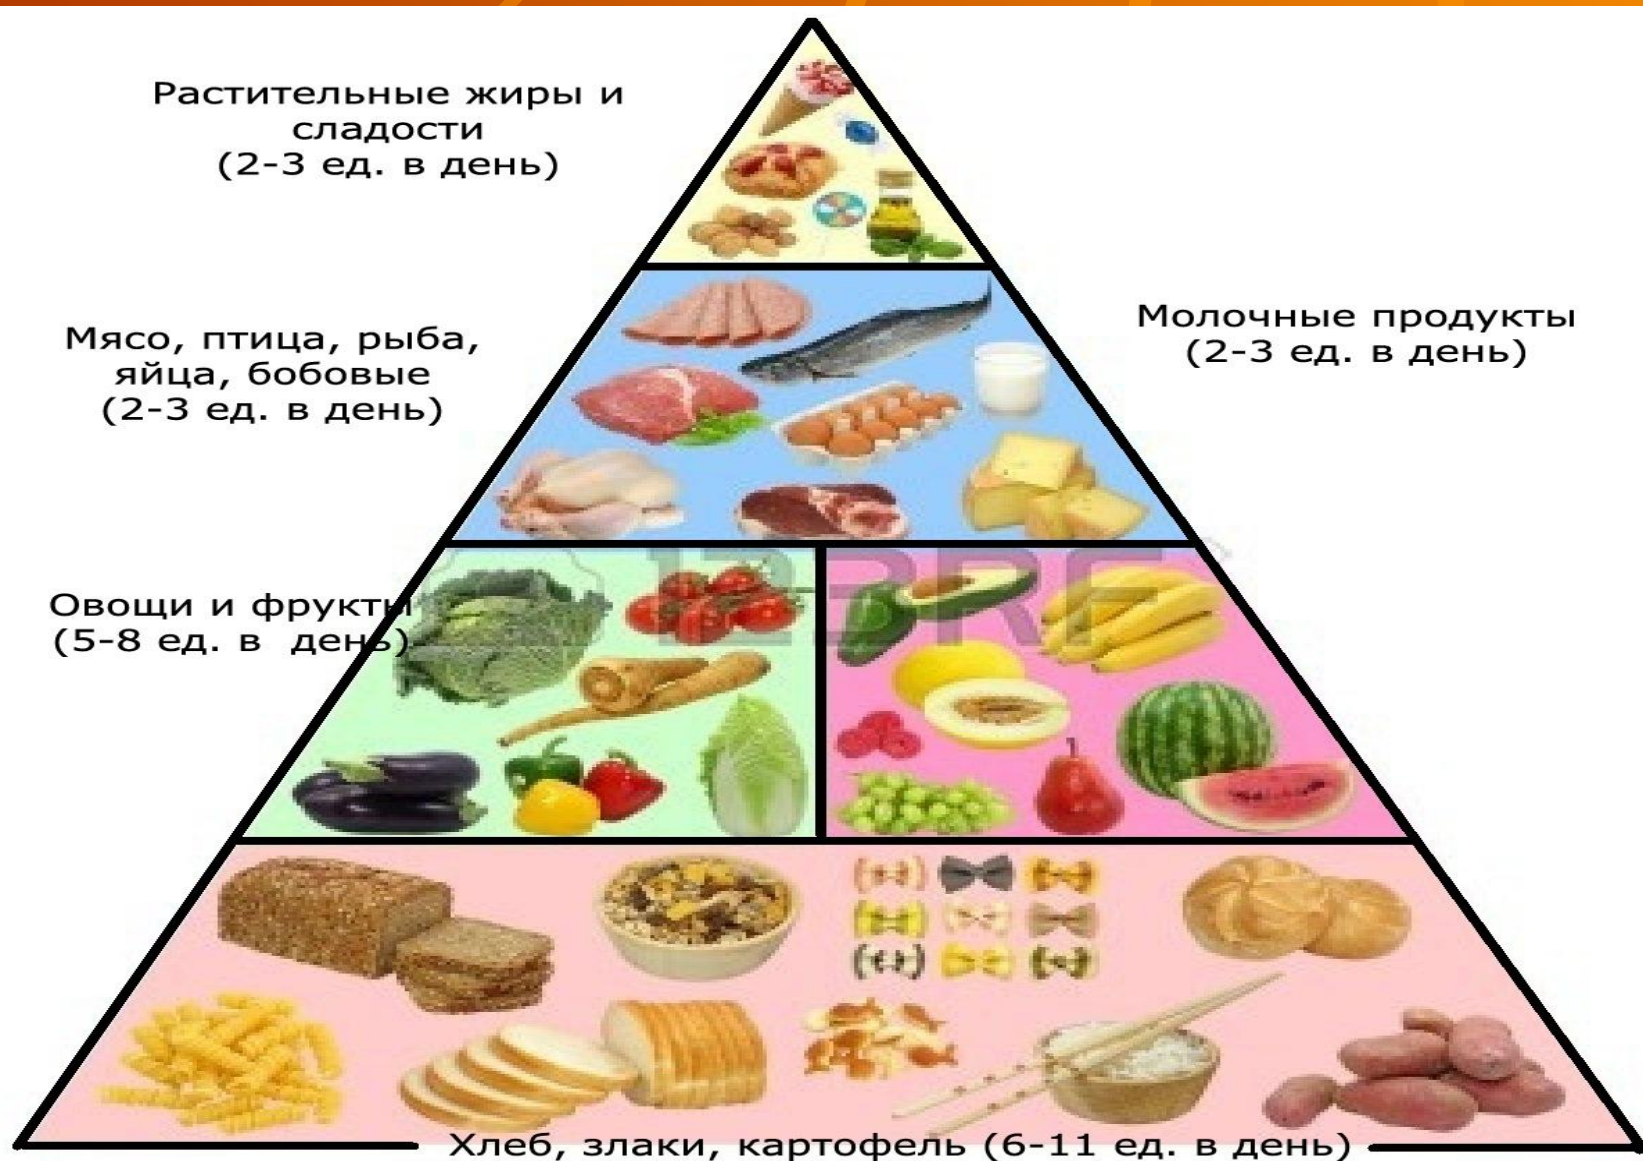 Растительные жиры и
сладости
(2-3 ед. в день)
Мясо, птица, рыба,
яйца, бобовые
(2-3 ед. в день)
Молочные продукты
(2-3 ед. в день)
Овощи и фрукты
(5-8 ед. в  день)
123RF
Хлеб, злаки, картофель (6-11 ед. в день)